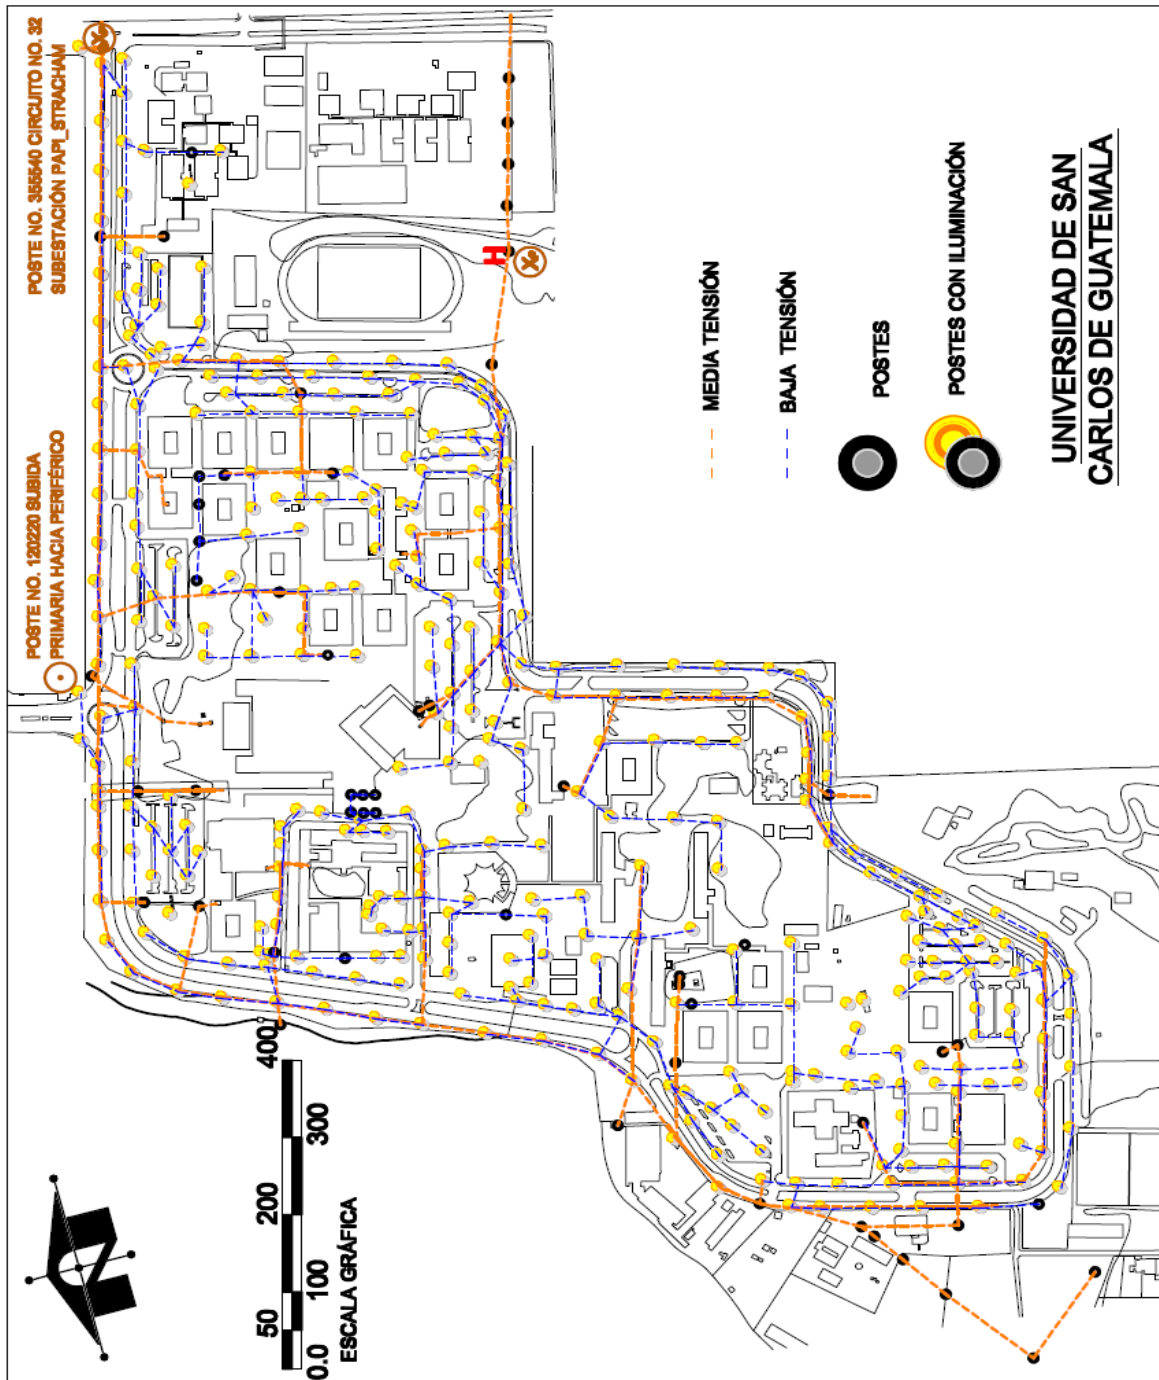 POSTE NO. 355540 CIRCUITO NO. 32
SUBESTACIÓN PAPI_STRACHAM
POSTE NO. 120220 SUBIDA
PRIMARIA HACIA PERIFÉRICO
H
MEDIA TENSIÓN
BAJA TENSIÓN
POSTES
POSTES CON ILUMINACIÓN
UNIVERSIDAD DE SAN
CARLOS DE GUATEMALA
0.0 50 100 200 300 400
ESCALA GRÁFICA
N